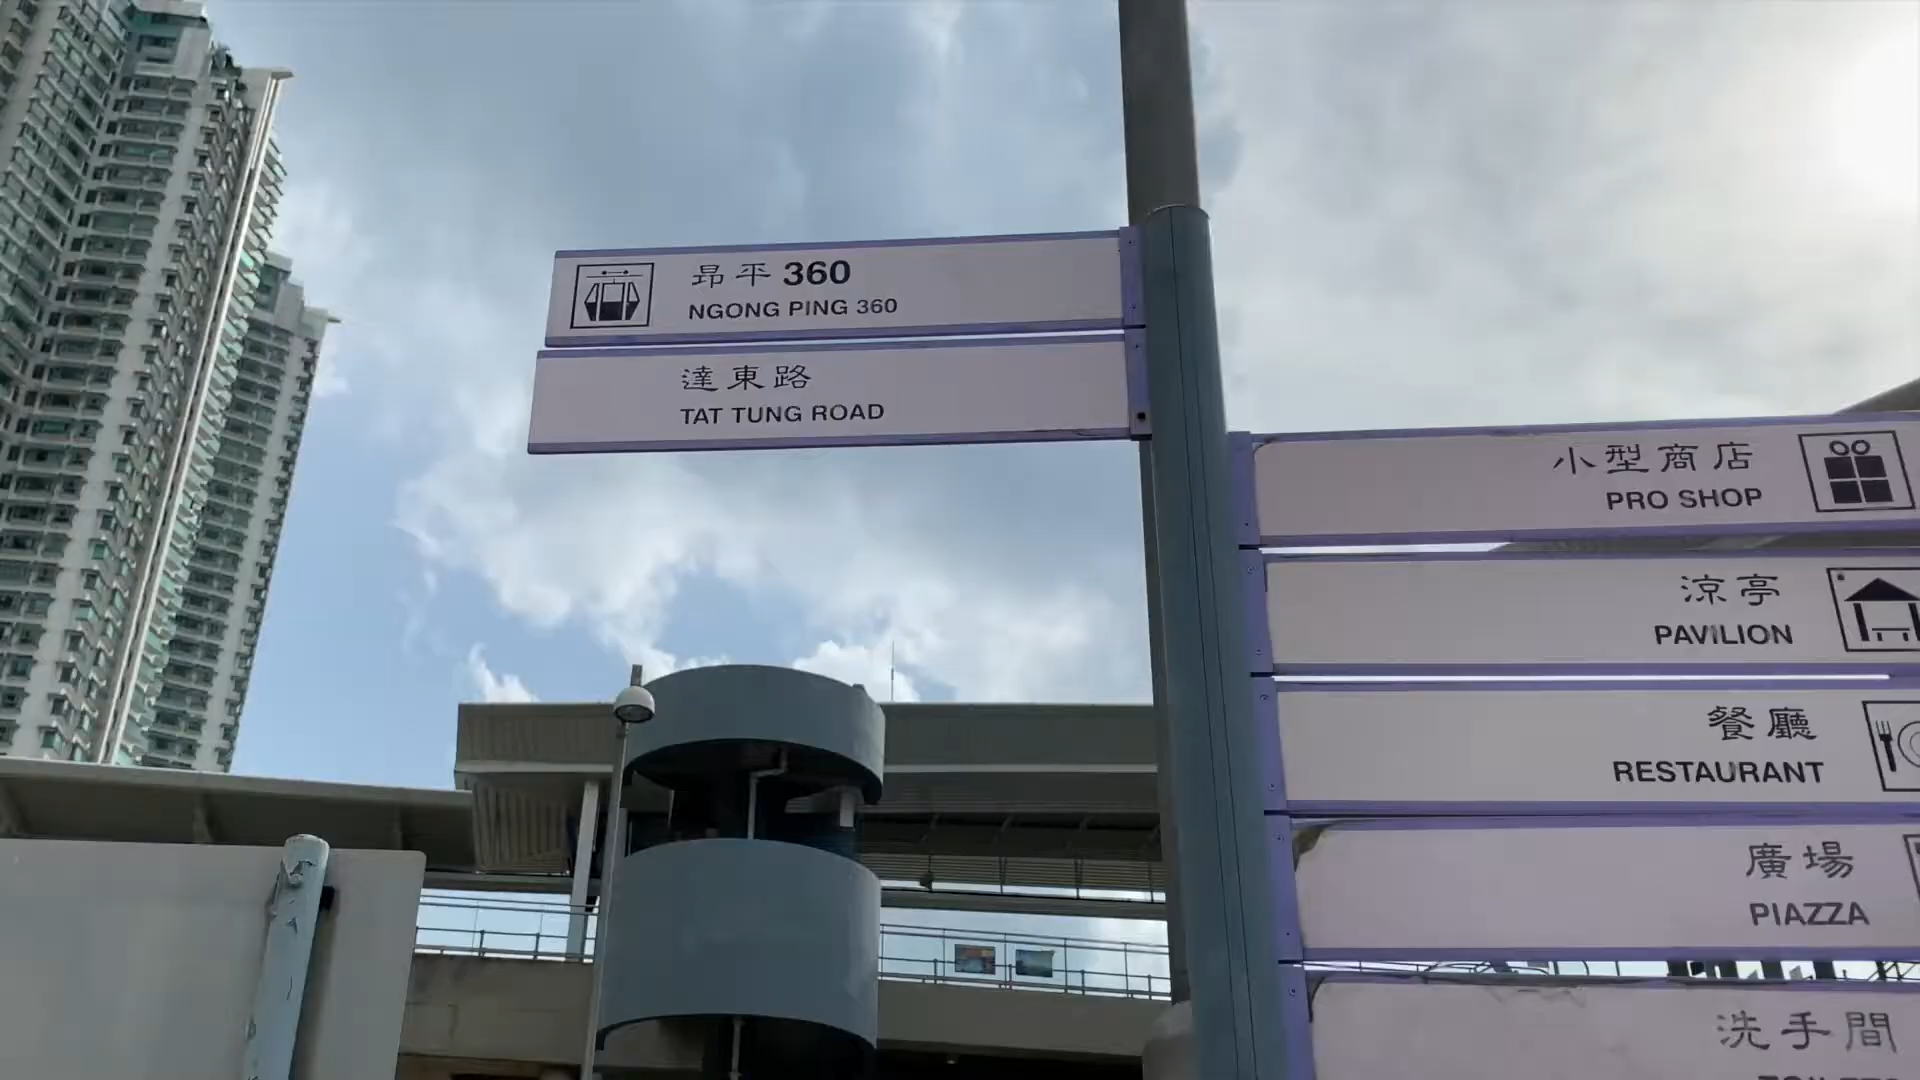 昂平 360
NGONG PING 360
達東路
TAT TUNG ROAD
小型商店
PRO SHOP
涼亭
PAVILION
餐廳
RESTAURANT
廣場
PIAZZA
洗手間